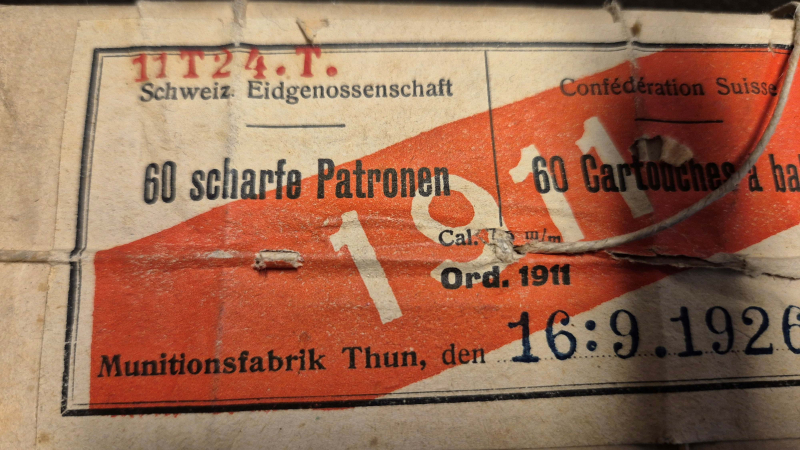 11T24.T.
Schweiz. Eidgenossenschaft
Confédération Suisse
60 scharfe Patronen
60 Cartouches à
1911
Cal. m/m
Ord. 1911
Munitionsfabrik Thun, den 16:9.1926